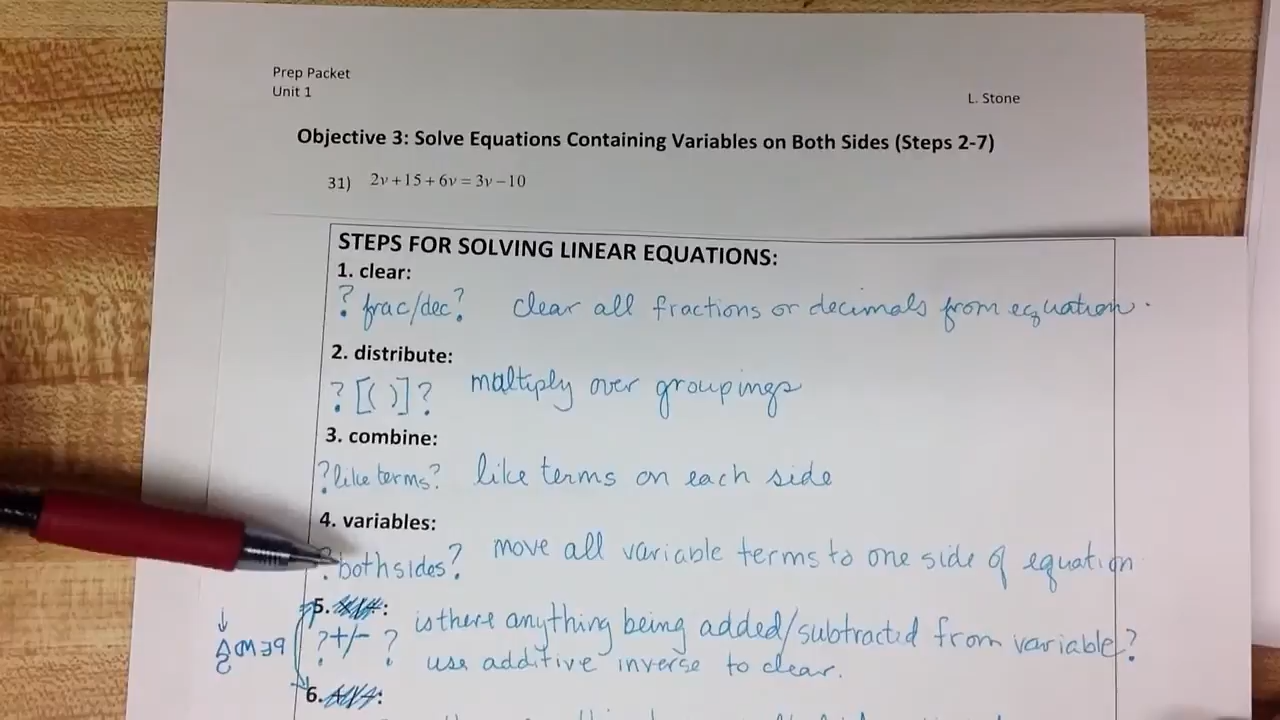 Prep Packet
Unit 1
L. Stone
Objective 3: Solve Equations Containing Variables on Both Sides (Steps 2-7)
31) 2v + 15 + 6v = 3v − 10
STEPS FOR SOLVING LINEAR EQUATIONS:
1. clear:
? frac/dec? clear all fractions or decimals from equation.
2. distribute:
? [( )] ? multiply over groupings
3. combine:
? like terms? like terms on each side
4. variables:
? both sides? move all variable terms to one side of equation
5. :
? +/- ? is there anything being added/subtracted from variable?
use additive inverse to clear.
6. :